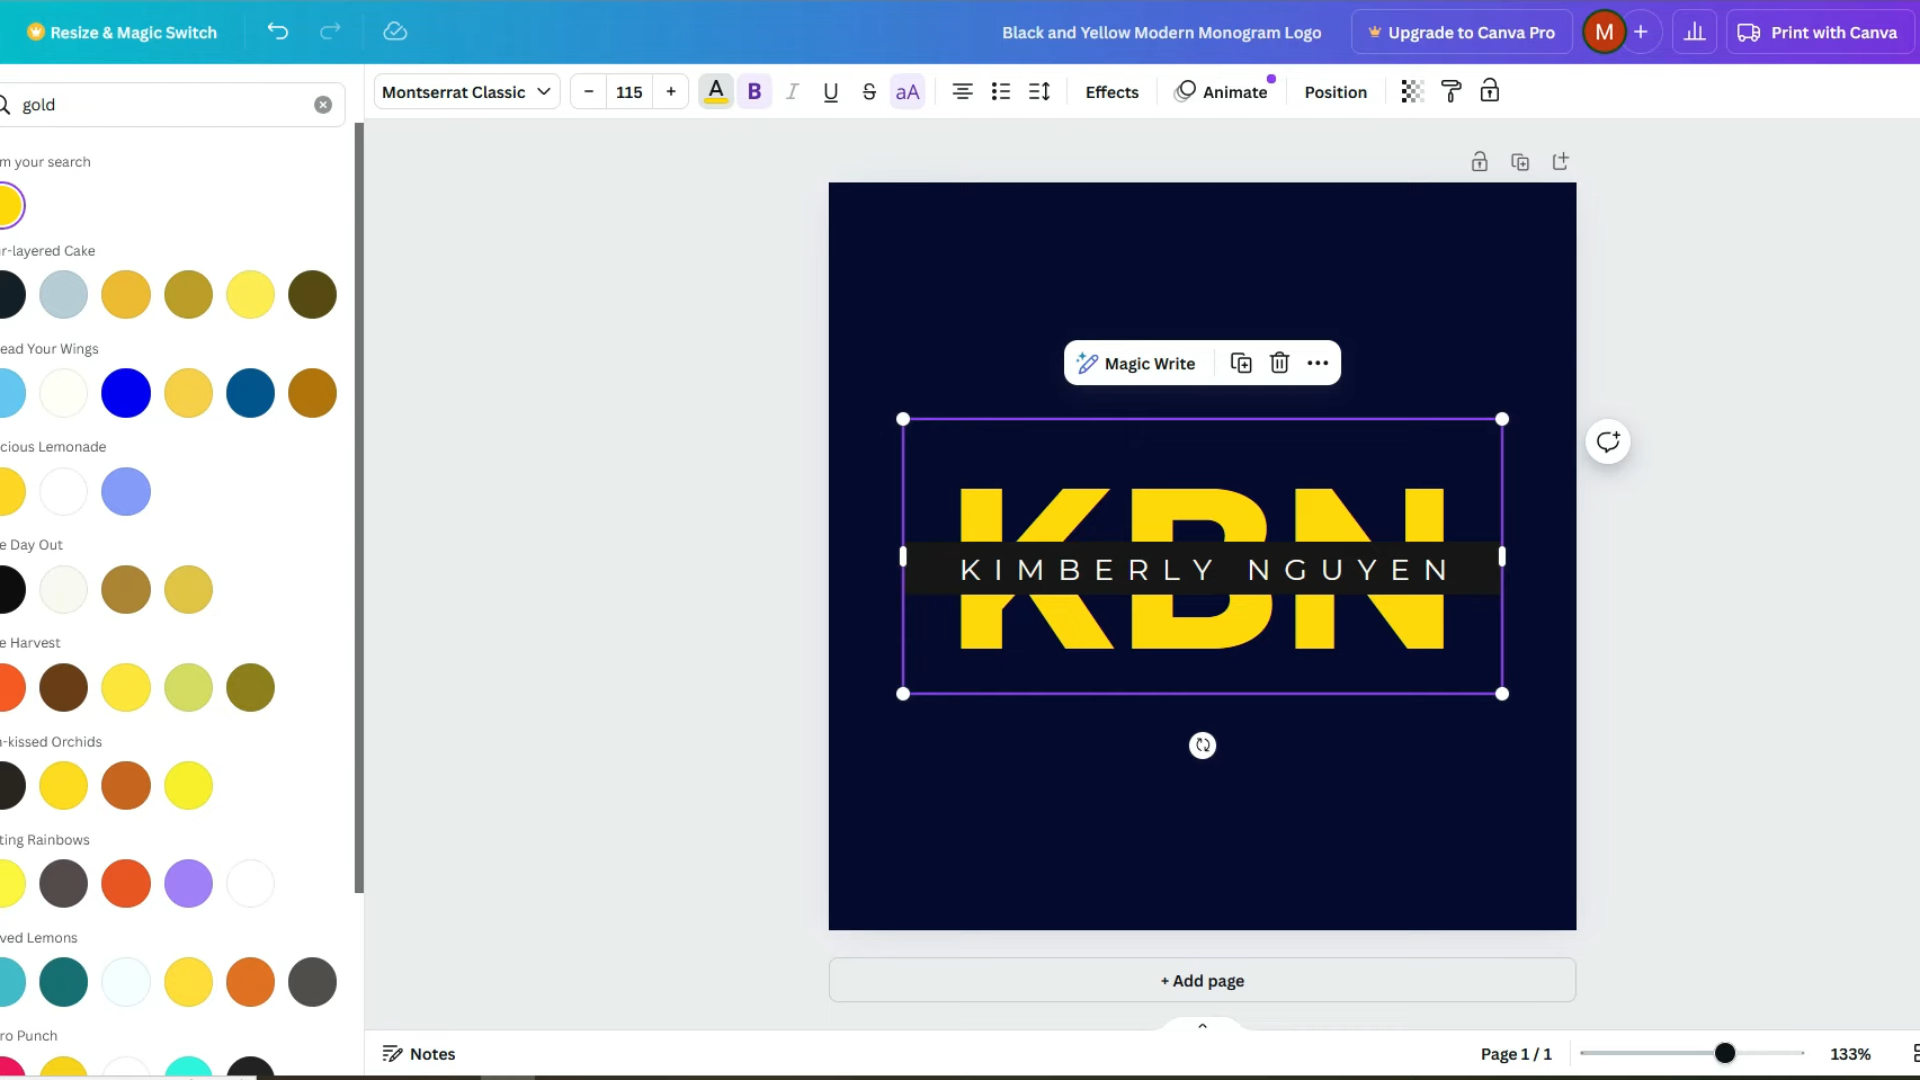 Resize & Magic Switch
Black and Yellow Modern Monogram Logo
Upgrade to Canva Pro
M
Print with Canva
gold
Montserrat Classic
115
A
B
I
U
S
aA
Effects
Animate
Position
m your search
r-layered Cake
ead Your Wings
cious Lemonade
e Day Out
e Harvest
n-kissed Orchids
ting Rainbows
ved Lemons
ro Punch
Magic Write
KBN
KIMBERLY NGUYEN
+ Add page
Notes
Page 1 / 1
133%